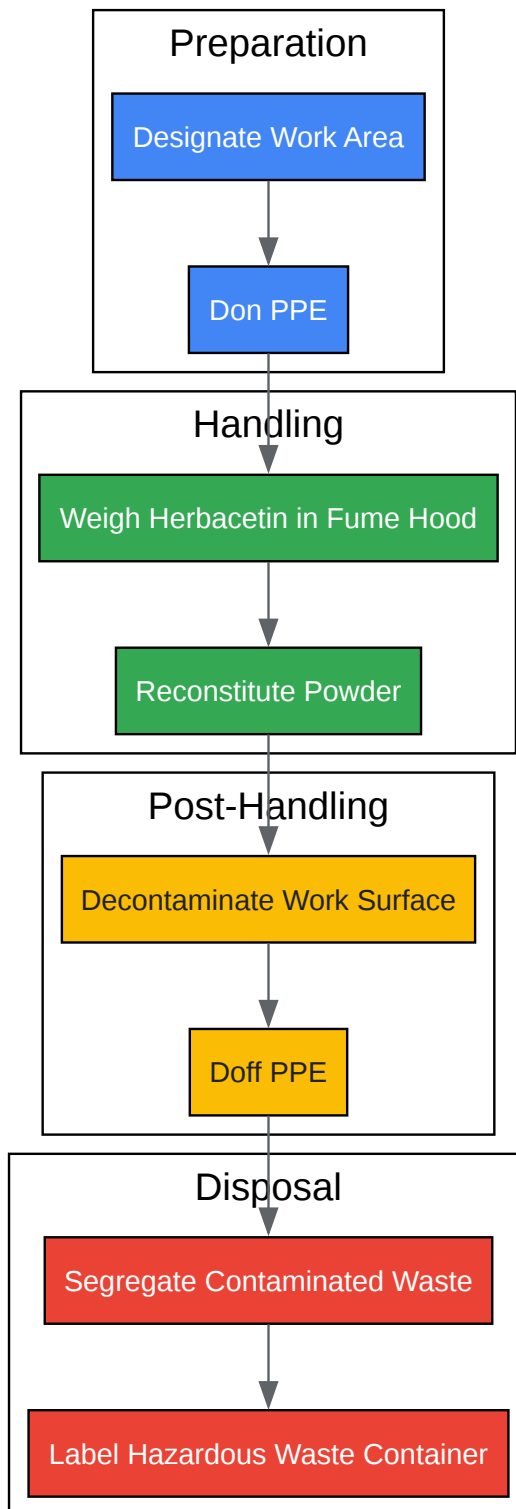 Preparation
Designate Work Area
Don PPE
Handling
Weigh Herbacetin in Fume Hood
Reconstitute Powder
Post-Handling
Decontaminate Work Surface
Doff PPE
Disposal
Segregate Contaminated Waste
Label Hazardous Waste Container